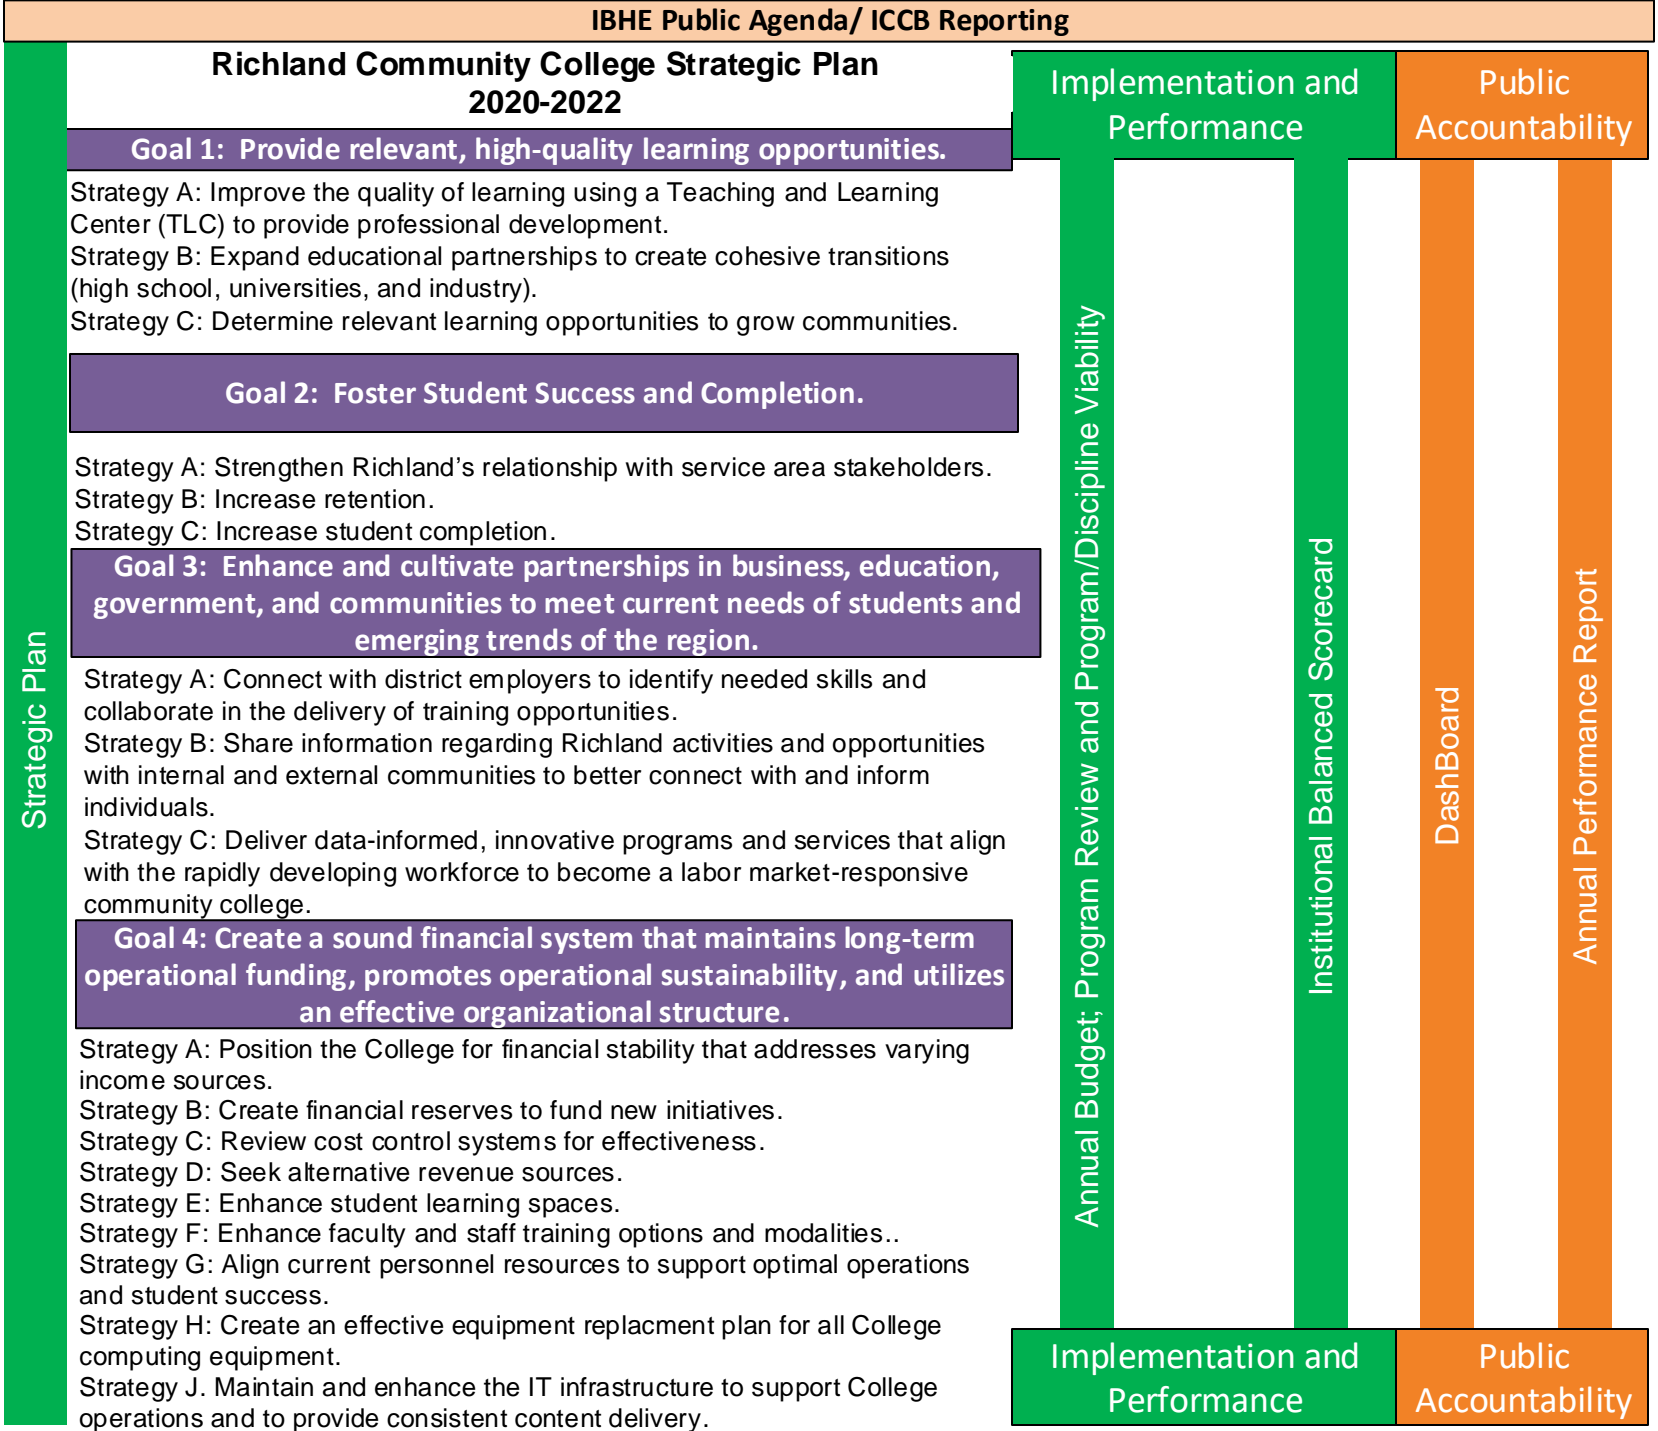 IBHE Public Agenda/ ICCB Reporting
Richland Community College Strategic Plan
2020-2022
Implementation and
Performance
Public
Accountability
Goal 1:  Provide relevant, high-quality learning opportunities.
Strategy A: Improve the quality of learning using a Teaching and Learning
Center (TLC) to provide professional development.
Strategy B: Expand educational partnerships to create cohesive transitions
(high school, universities, and industry).
Strategy C: Determine relevant learning opportunities to grow communities.
Goal 2:  Foster Student Success and Completion.
Strategy A: Strengthen Richland’s relationship with service area stakeholders.
Strategy B: Increase retention.
Strategy C: Increase student completion.
Goal 3:  Enhance and cultivate partnerships in business, education,
government, and communities to meet current needs of students and
emerging trends of the region.
Strategy A: Connect with district employers to identify needed skills and
collaborate in the delivery of training opportunities.
Strategy B: Share information regarding Richland activities and opportunities
with internal and external communities to better connect with and inform
individuals.
Strategy C: Deliver data-informed, innovative programs and services that align
with the rapidly developing workforce to become a labor market-responsive
community college.
Goal 4: Create a sound financial system that maintains long-term
operational funding, promotes operational sustainability, and utilizes
an effective organizational structure.
Strategy A: Position the College for financial stability that addresses varying
income sources.
Strategy B: Create financial reserves to fund new initiatives.
Strategy C: Review cost control systems for effectiveness.
Strategy D: Seek alternative revenue sources.
Strategy E: Enhance student learning spaces.
Strategy F: Enhance faculty and staff training options and modalities..
Strategy G: Align current personnel resources to support optimal operations
and student success.
Strategy H: Create an effective equipment replacment plan for all College
computing equipment.
Strategy J. Maintain and enhance the IT infrastructure to support College
operations and to provide consistent content delivery.
Strategic Plan
Annual Budget; Program Review and Program/Discipline Viability
Institutional Balanced Scorecard
DashBoard
Annual Performance Report
Implementation and
Performance
Public
Accountability